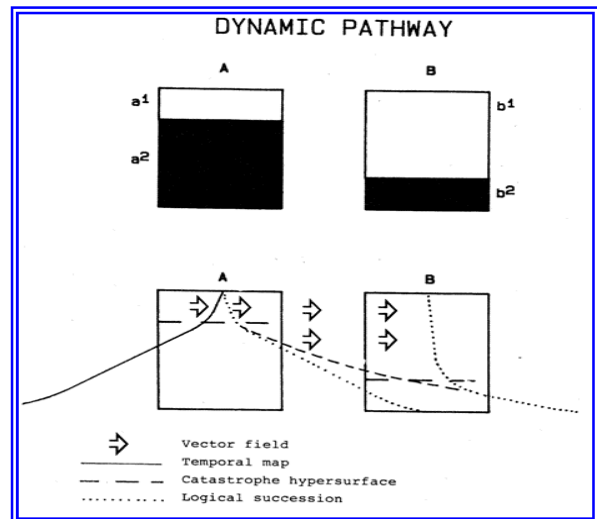 DYNAMIC PATHWAY
A B
a1 b1
a2
b2
A B
Vector field
Temporal map
Catastrophe hypersurface
Logical succession